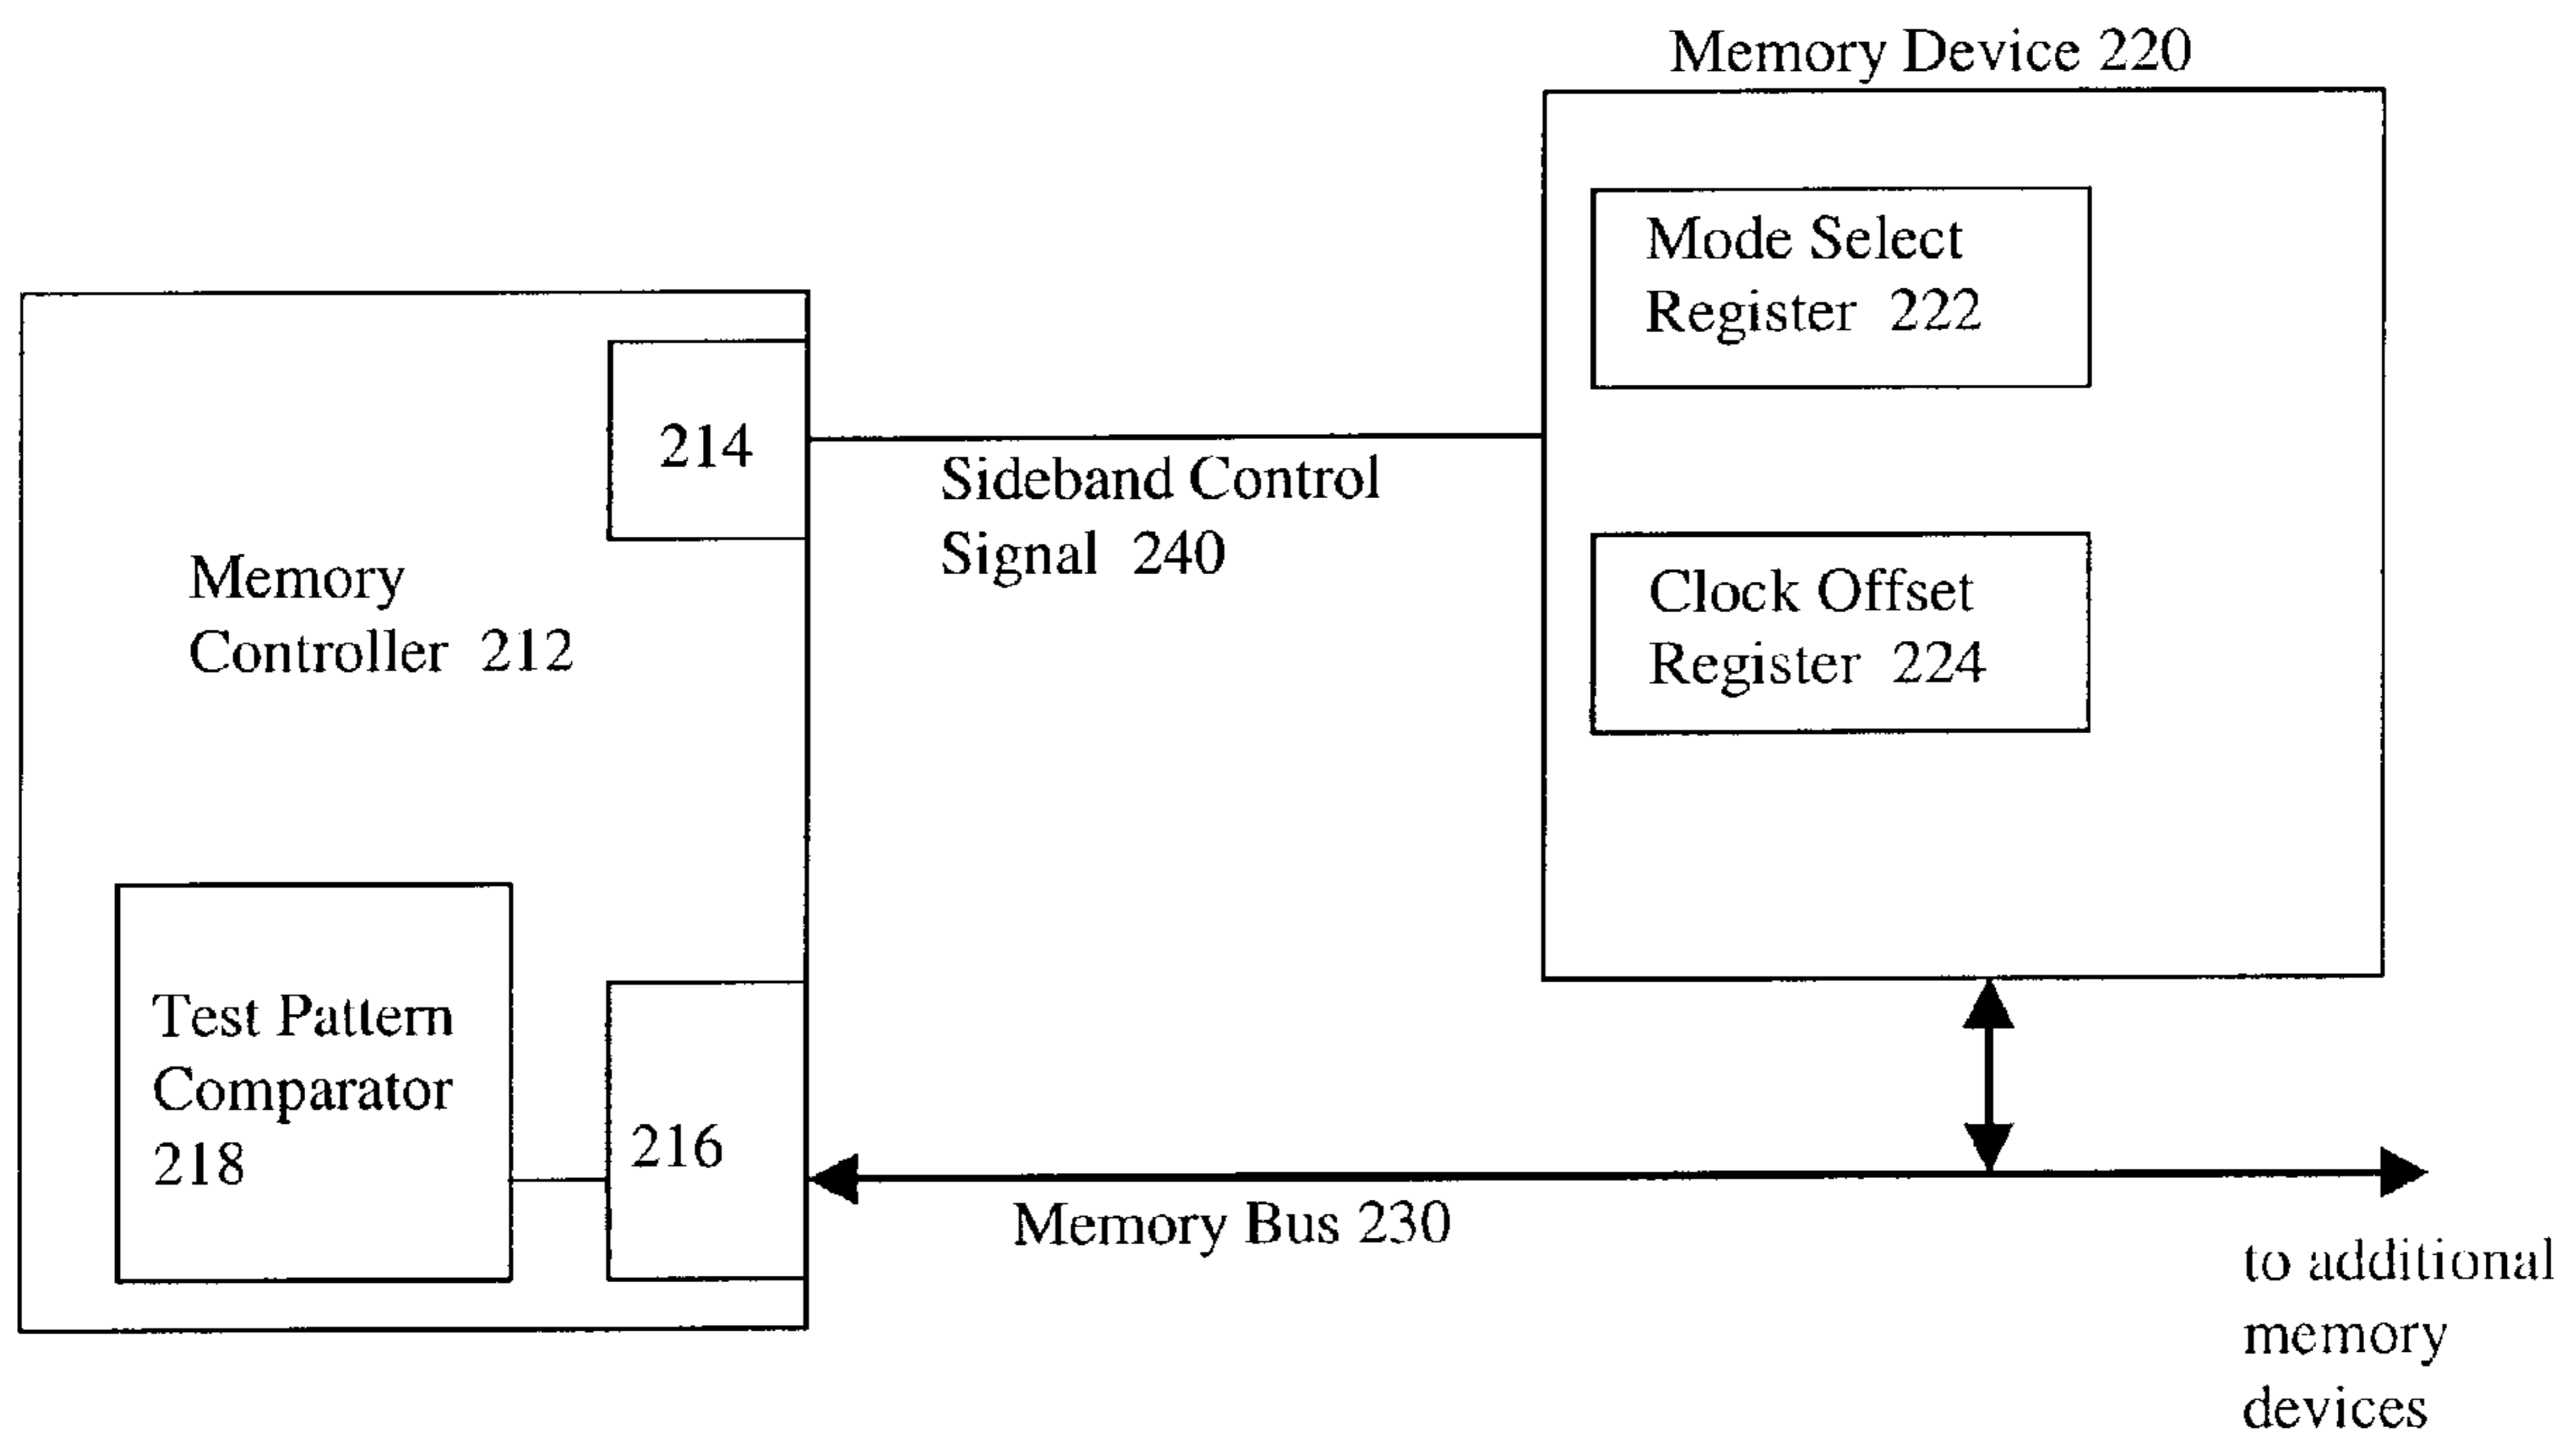 Memory Device 220
Mode Select
Register 222
214
Sideband Control
Signal 240
Memory
Controller 212
Clock Offset
Register 224
Test Pattern
Comparator
218
216
Memory Bus 230
to additional
memory
devices